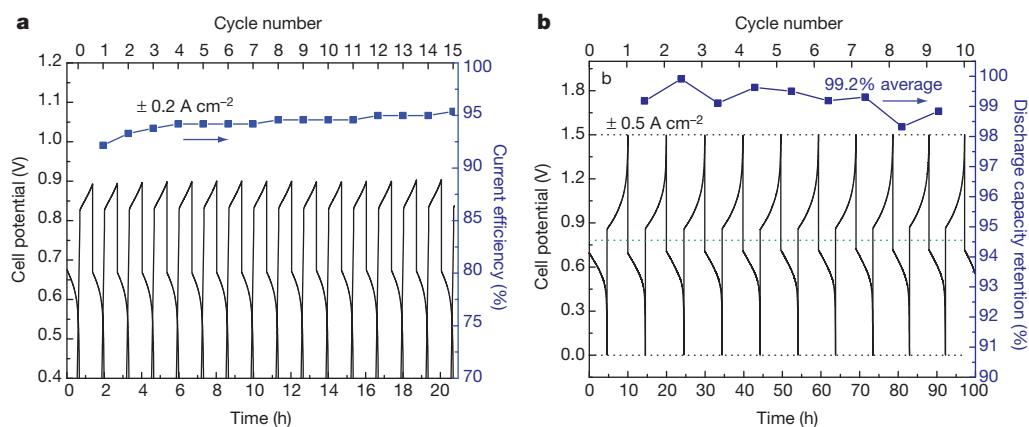 a
Cycle number
0 1 2 3 4 5 6 7 8 9 10 11 12 13 14 15
1.2
1.1
1.0
0.9
0.8
0.7
0.6
0.5
0.4
Cell potential (V)
± 0.2 A cm⁻²
100
95
90
85
80
75
70
Current efficiency (%)
0 2 4 6 8 10 12 14 16 18 20
Time (h)
b
Cycle number
0 1 2 3 4 5 6 7 8 9 10
b
1.8
1.5
1.2
0.9
0.6
0.3
0.0
Cell potential (V)
99.2% average
± 0.5 A cm⁻²
100
99
98
97
96
95
94
93
92
91
90
Discharge capacity retention (%)
0 10 20 30 40 50 60 70 80 90 100
Time (h)